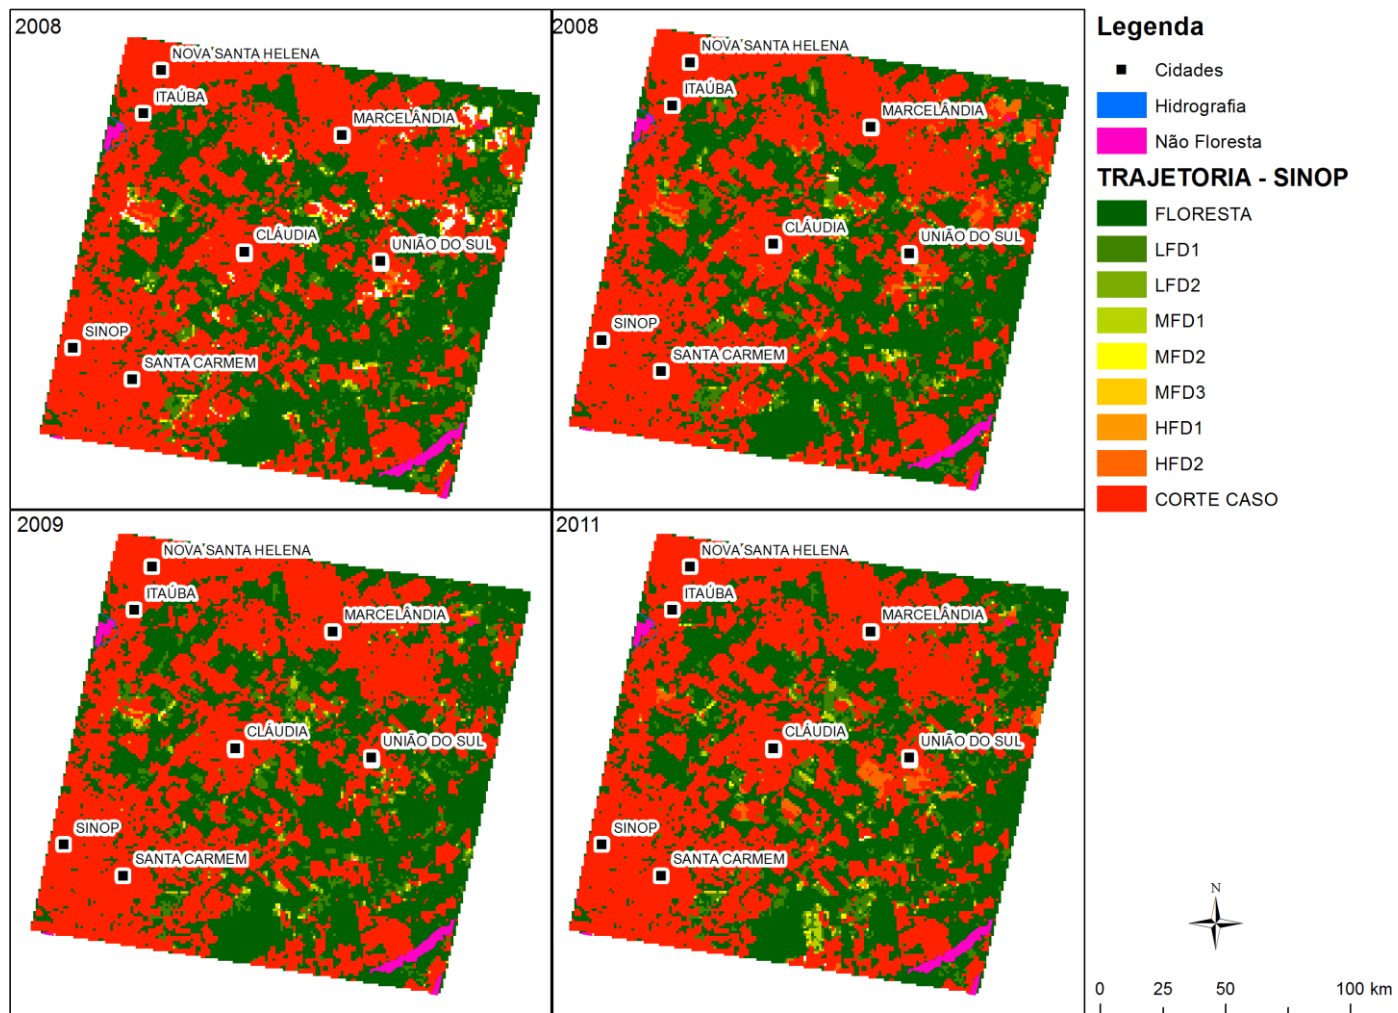 2008
NOVA SANTA HELENA
ITAÚBA
MARCELÂNDIA
CLÁUDIA
UNIÃO DO SUL
SINOP
SANTA CARMEM
2008
NOVA SANTA HELENA
ITAÚBA
MARCELÂNDIA
CLÁUDIA
UNIÃO DO SUL
SINOP
SANTA CARMEM
2009
NOVA SANTA HELENA
ITAÚBA
MARCELÂNDIA
CLÁUDIA
UNIÃO DO SUL
SINOP
SANTA CARMEM
2011
NOVA SANTA HELENA
ITAÚBA
MARCELÂNDIA
CLÁUDIA
UNIÃO DO SUL
SINOP
SANTA CARMEM
Legenda
Cidades
Hidrografia
Não Floresta
TRAJETORIA - SINOP
FLORESTA
LFD1
LFD2
MFD1
MFD2
MFD3
HFD1
HFD2
CORTE CASO
N
0 25 50 100 km